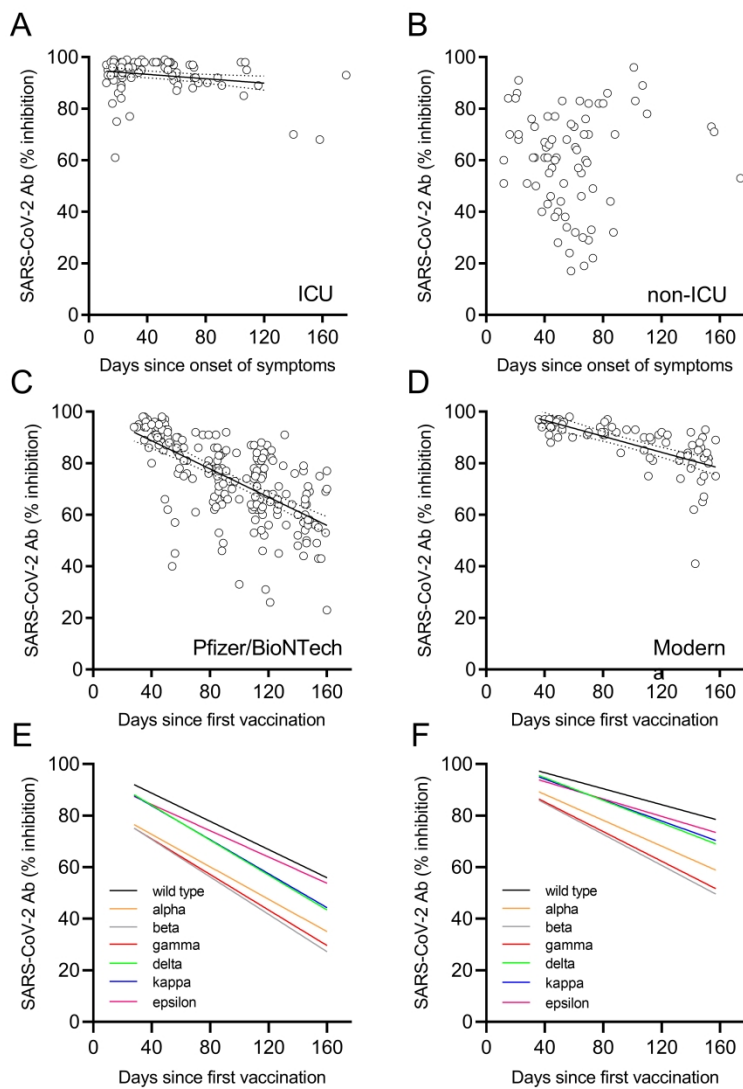 A
100
80
60
40
20
0
SARS-CoV-2 Ab (% inhibition)
ICU
0 40 80 120 160
Days since onset of symptoms
B
100
80
60
40
20
0
SARS-CoV-2 Ab (% inhibition)
non-ICU
0 40 80 120 160
Days since onset of symptoms
C
100
80
60
40
20
0
SARS-CoV-2 Ab (% inhibition)
Pfizer/BioNTech
0 40 80 120 160
Days since first vaccination
D
100
80
60
40
20
0
SARS-CoV-2 Ab (% inhibition)
Modern
a
0 40 80 120 160
Days since first vaccination
E
100
80
60
40
20
0
SARS-CoV-2 Ab (% inhibition)
wild type
alpha
beta
gamma
delta
kappa
epsilon
0 40 80 120 160
Days since first vaccination
F
100
80
60
40
20
0
SARS-CoV-2 Ab (% inhibition)
wild type
alpha
beta
gamma
delta
kappa
epsilon
0 40 80 120 160
Days since first vaccination